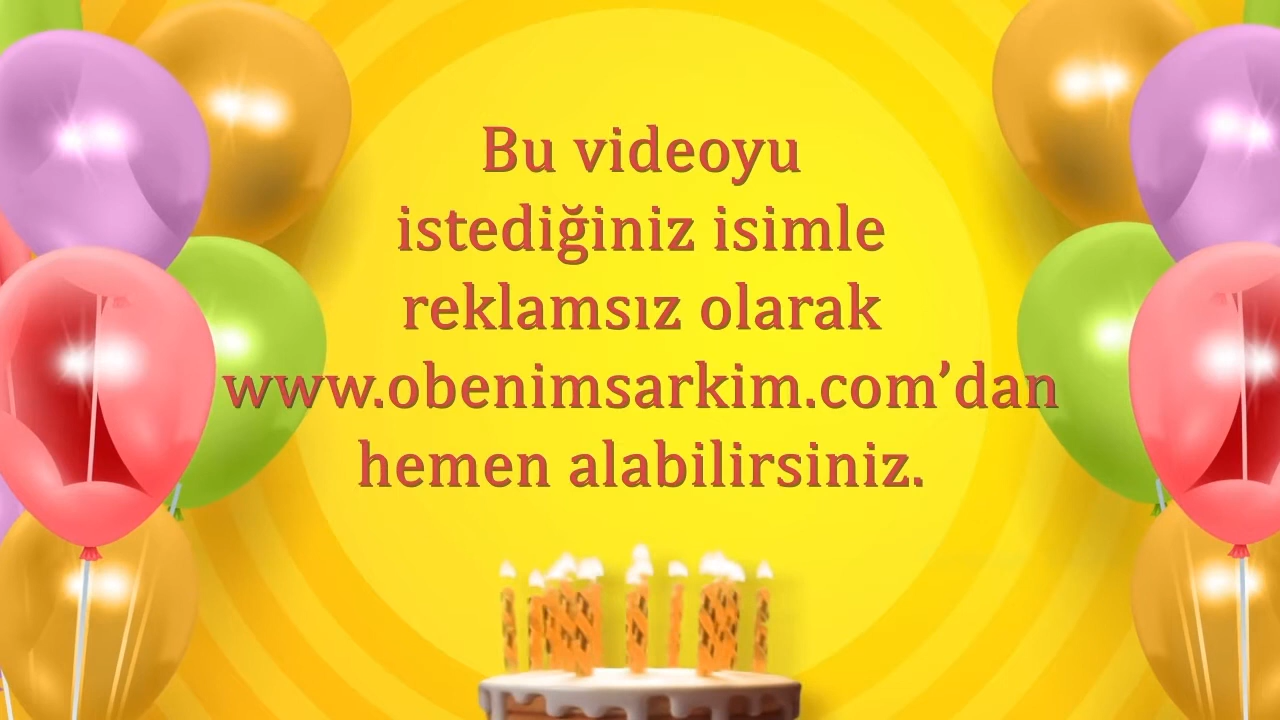 Bu videoyu
istediğiniz isimle
reklamsız olarak
www.obenimsarkim.com’dan
hemen alabilirsiniz.